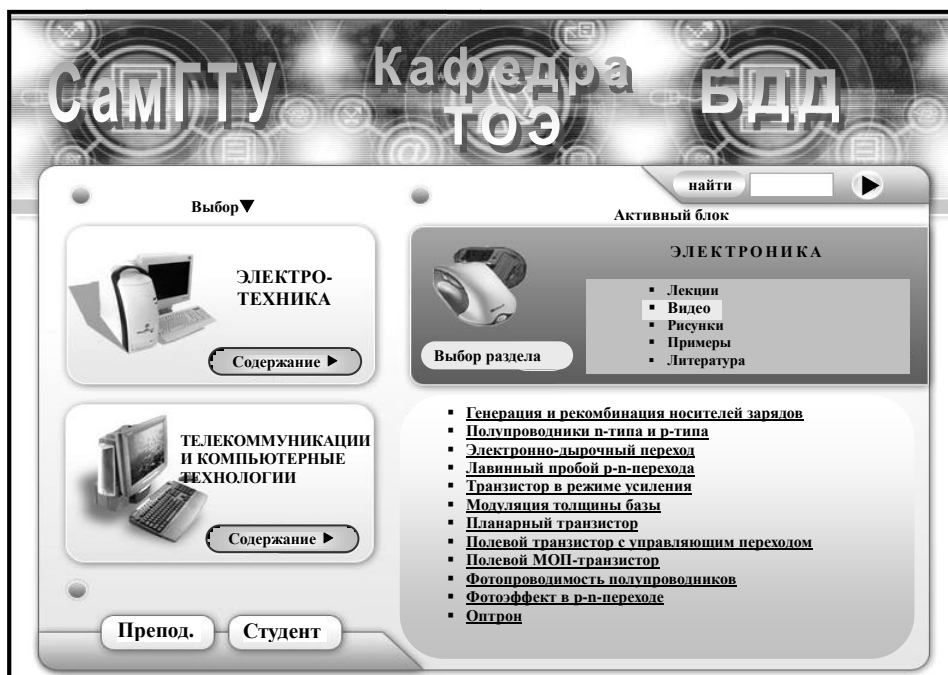 СамГТУ
Кафедра
ТОЭ
БДД
найти
Выбор▼
Активный блок
ЭЛЕКТРО-
ТЕХНИКА
Содержание ►
ТЕЛЕКОММУНИКАЦИИ
И КОМПЬЮТЕРНЫЕ
ТЕХНОЛОГИИ
Содержание ►
Препод.
Студент
ЭЛЕКТРОНИКА
▪ Лекции
▪ Видео
▪ Рисунки
▪ Примеры
▪ Литература
Выбор раздела
▪ Генерация и рекомбинация носителей зарядов
▪ Полупроводники n-типа и p-типа
▪ Электронно-дырочный переход
▪ Лавинный пробой p-n-перехода
▪ Транзистор в режиме усиления
▪ Модуляция толщины базы
▪ Планарный транзистор
▪ Полевой транзистор с управляющим переходом
▪ Полевой МОП-транзистор
▪ Фотопроводимость полупроводников
▪ Фотоэффект в p-n-переходе
▪ Оптрон